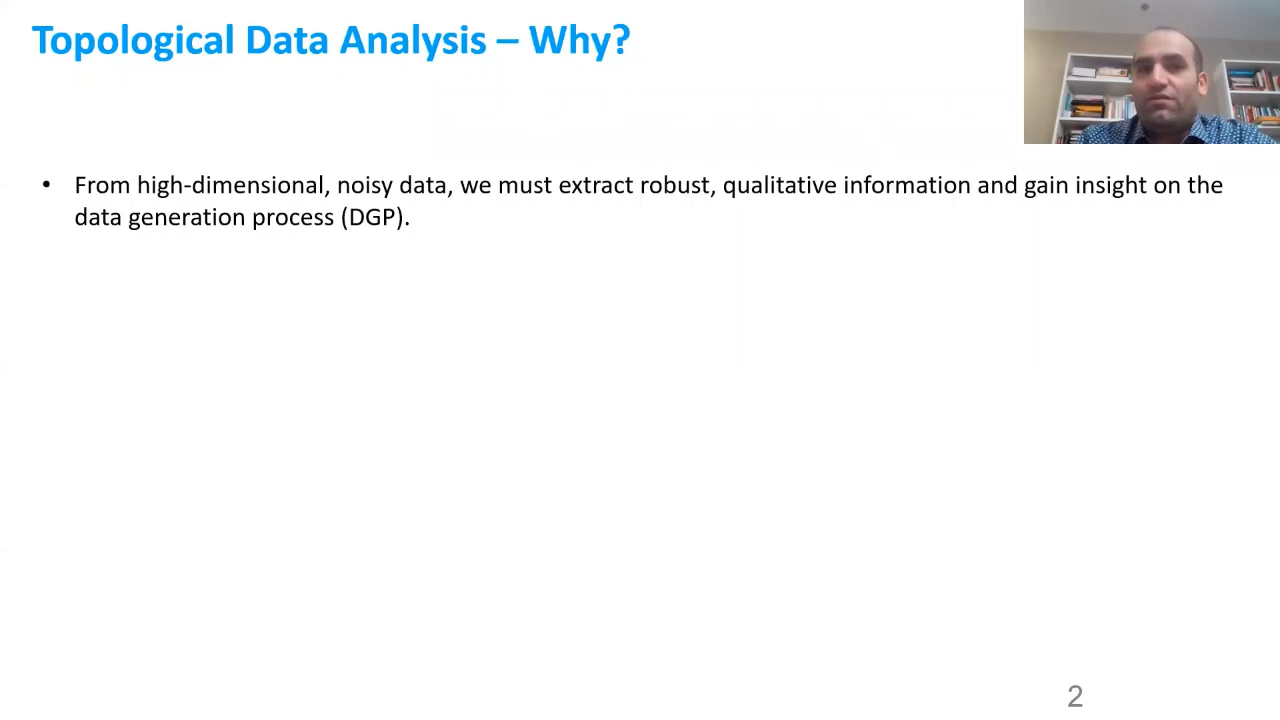 Topological Data Analysis – Why?
• From high-dimensional, noisy data, we must extract robust, qualitative information and gain insight on the
data generation process (DGP).
2